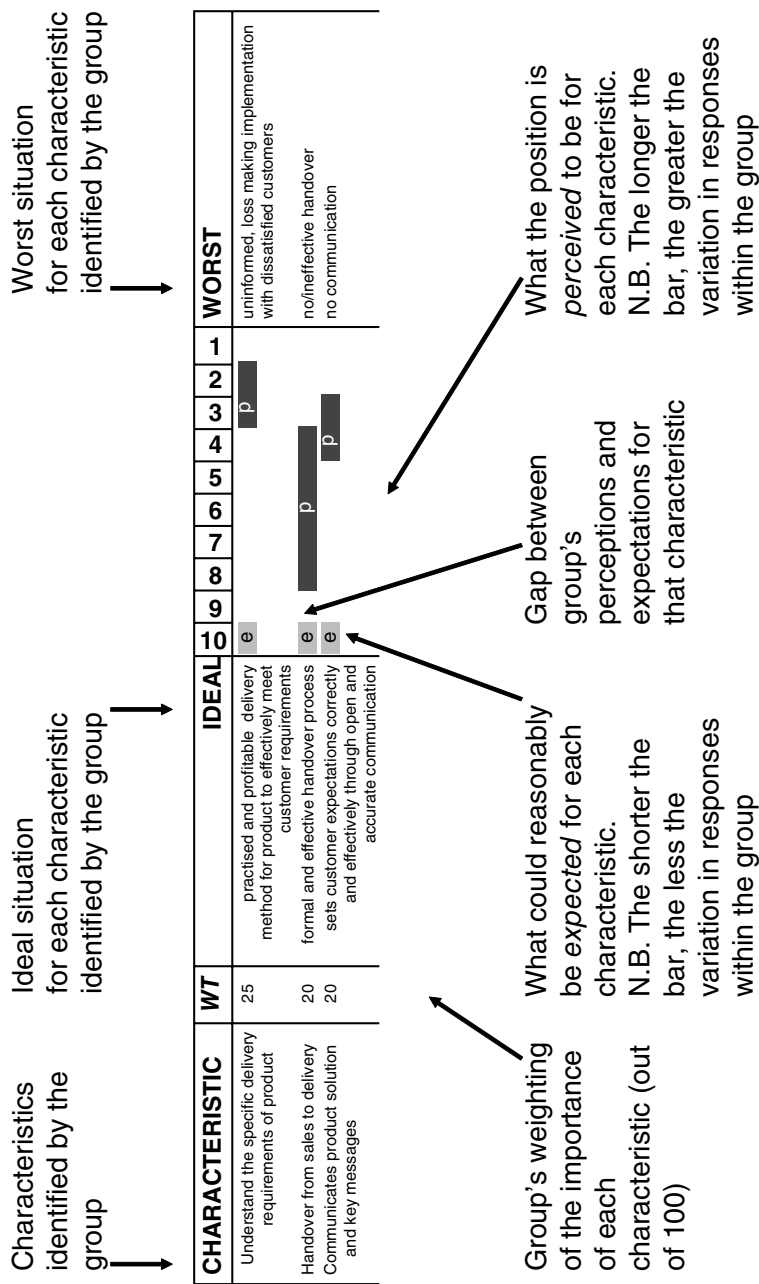 Characteristics
identified by the
group
Ideal situation
for each characteristic
identified by the group
Worst situation
for each characteristic
identified by the group
CHARACTERISTIC WT IDEAL 10 9 8 7 6 5 4 3 2 1 WORST
Understand the specific delivery
requirements of product
25
practised and profitable delivery
method for product to effectively meet
customer requirements
e
p
uninformed, loss making implementation
with dissatisfied customers
Handover from sales to delivery
20
formal and effective handover process
e
p
no/ineffective handover
Communicates product solution
and key messages
20
sets customer expectations correctly
and effectively through open and
accurate communication
e
p
no communication
Group's weighting
of the importance
of each
characteristic (out
of 100)
What could reasonably
be expected for each
characteristic.
N.B. The shorter the
bar, the less the
variation in responses
within the group
Gap between
group's
perceptions and
expectations for
that characteristic
What the position is
perceived to be for
each characteristic.
N.B. The longer the
bar, the greater the
variation in responses
within the group